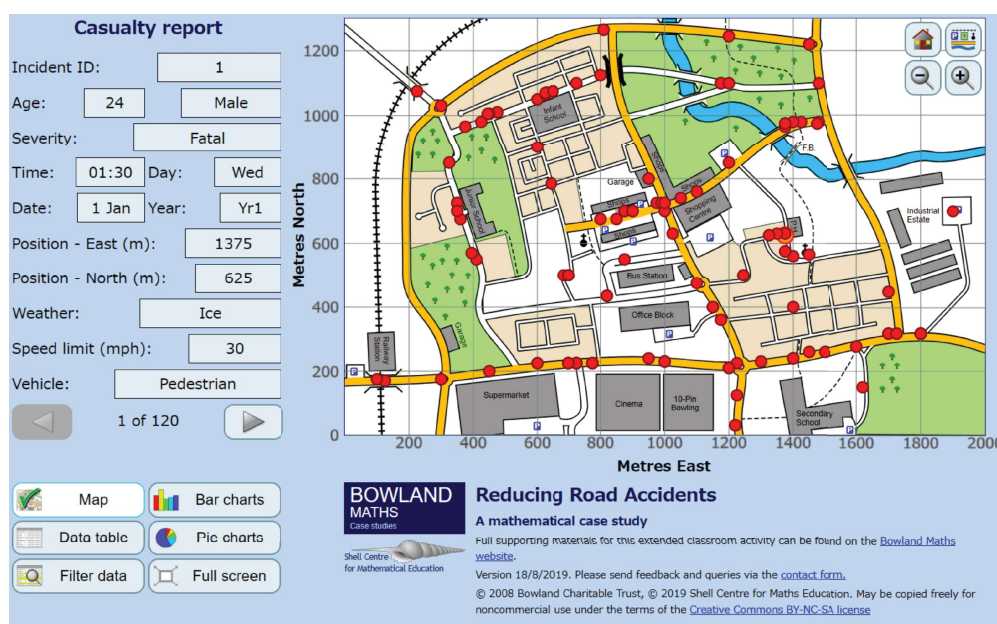 Casualty report
Incident ID: 1
Age: 24 Male
Severity: Fatal
Time: 01:30 Day: Wed
Date: 1 Jan Year: Yr1
Position - East (m): 1375
Position - North (m): 625
Weather: Ice
Speed limit (mph): 30
Vehicle: Pedestrian
1 of 120
Map
Bar charts
Data table
Pie charts
Filter data
Full screen
Metres North
1200
1000
800
600
400
200
0
200 400 600 800 1000 1200 1400 1600 1800 2000
Metres East
Infant
School
Junior School
Garage
Shops
Shops
Shops
Shops
Shopping
Centre
F.B.
P.H.
Industrial
Estate
Bus Station
Office Block
Garage
Railway
Station
Supermarket
Cinema
10-Pin
Bowling
Secondary
School
P
P
P
P
P
P
P
P
P
BOWLAND
MATHS
Case studies
Shell Centre
for Mathematical Education
Reducing Road Accidents
A mathematical case study
Full supporting materials for this extended classroom activity can be found on the Bowland Maths
website.
Version 18/8/2019. Please send feedback and queries via the contact form.
© 2008 Bowland Charitable Trust, © 2019 Shell Centre for Maths Education. May be copied freely for
noncommercial use under the terms of the Creative Commons BY-NC-SA license